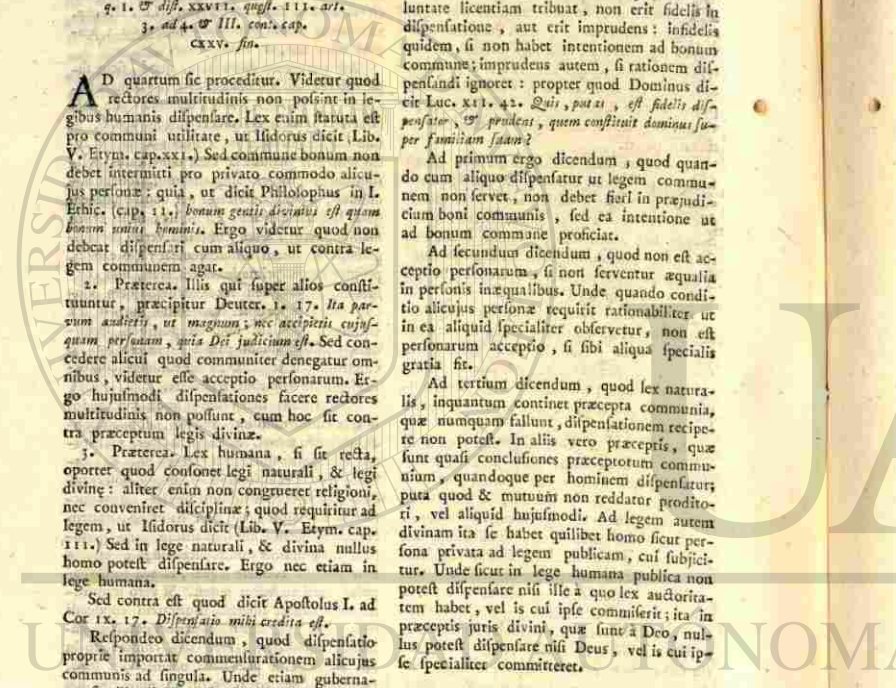 q. 1. & dist. XXVII. quæst. III. art.
3. ad 4. & III. cont. cap.
CXXV. fin.
AD quartum sic proceditur. Videtur quod
rectores multitudinis non possint in le-
gibus humanis dispensare. Lex enim statuta est
pro communi utilitate, ut Isidorus dicit (Lib.
V. Etym. cap. XXI.) Sed commune bonum non
debet intermitti pro privato commodo alicu-
jus personæ: quia, ut dicit Philosophus in I.
Ethic. (cap. 11.) bonum gentis divinius est quam
bonum unius hominis. Ergo videtur quod non
debeat dispensari cum aliquo, ut contra le-
gem communem agat.
2. Præterea. Illis qui super alios consti-
tuuntur, præcipitur Deuter. 1. 17. Ita par-
vum audietis, ut magnum; nec accipietis cujus-
quam personam, quia Dei judicium est. Sed con-
cedere alicui quod communiter denegatur om-
nibus, videtur esse acceptio personarum. Er-
go hujusmodi dispensationes facere rectores
multitudinis non possunt, cum hoc sit con-
tra præceptum legis divinæ.
3. Præterea. Lex humana, si sit recta,
oportet quod consonet legi naturali, & legi
divinę: aliter enim non congrueret religioni,
nec conveniret disciplinæ; quod requiritur ad
legem, ut Isidorus dicit (Lib. V. Etym. cap.
III.) Sed in lege naturali, & divina nullus
homo potest dispensare. Ergo nec etiam in
lege humana.
Sed contra est quod dicit Apostolus I. ad
Cor IX. 17. Dispensatio mihi credita est.
Respondeo dicendum, quod dispensatio
proprie importat commensurationem alicujus
communis ad singula. Unde etiam guberna-
luntate licentiam tribuat, non erit fidelis in
dispensatione, aut erit imprudens: infidelis
quidem, si non habet intentionem ad bonum
commune; imprudens autem, si rationem dis-
pensandi ignoret: propter quod Dominus di-
cit Luc. XII. 42. Quis, putas, est fidelis dis-
pensator, & prudens, quem constituit dominus su-
per familiam suam?
Ad primum ergo dicendum, quod quan-
do cum aliquo dispensatur ut legem commu-
nem non servet, non debet fieri in præjudi-
cium boni communis, sed ea intentione ut
ad bonum commune proficiat.
Ad secundum dicendum, quod non est ac-
ceptio personarum, si non serventur æqualia
in personis inæqualibus. Unde quando condi-
tio alicujus personæ requirit rationabiliter ut
in ea aliquid specialiter observetur, non est
personarum acceptio, si sibi aliqua specialis
gratia fit.
Ad tertium dicendum, quod lex natura-
lis, inquantum continet præcepta communia,
quæ numquam fallunt, dispensationem recipe-
re non potest. In aliis vero præceptis, quæ
sunt quasi conclusiones præceptorum commu-
nium, quandoque per hominem dispensatur;
puta quod & mutuum non reddatur prodito-
ri, vel aliquid hujusmodi. Ad legem autem
divinam ita se habet quilibet homo sicut per-
sona privata ad legem publicam, cui subjici-
tur. Unde sicut in lege humana publica non
potest dispensare nisi ille à quo lex auctorita-
tem habet, vel is cui ipse commiserit; ita in
præceptis juris divini, quæ sunt à Deo, nul-
lus potest dispensare nisi Deus, vel is cui ip-
se specialiter committeret.
UA
UNIVERSIDAD AUTÓNOMA